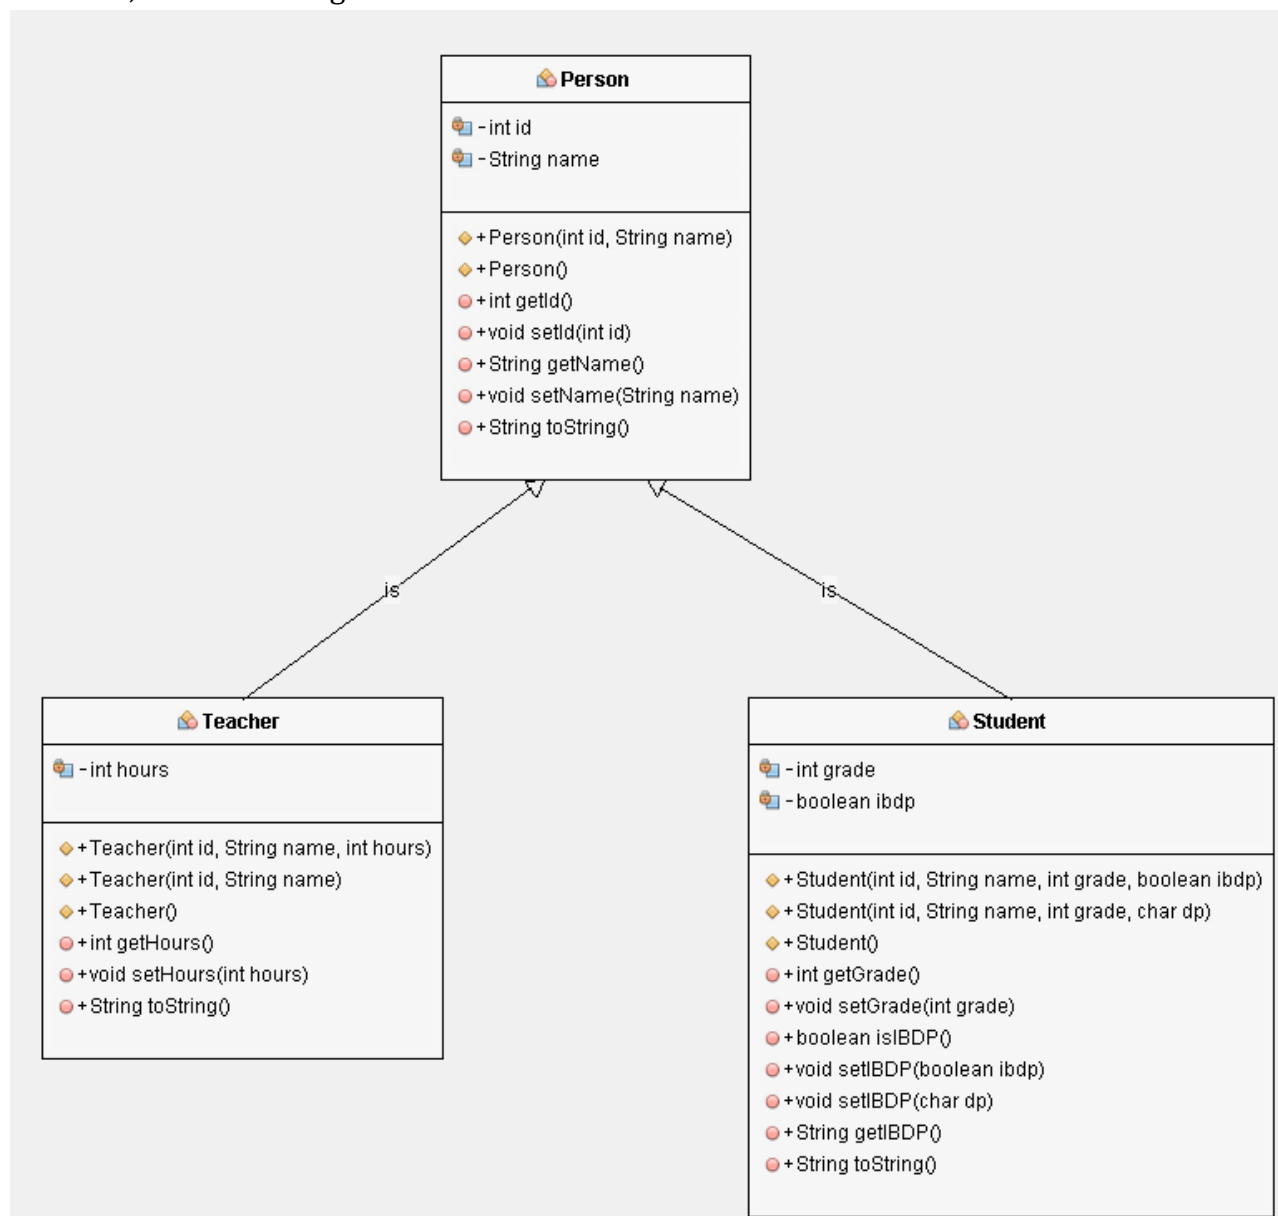 Person
- int id
- String name
+ Person(int id, String name)
+ Person()
+ int getId()
+ void setId(int id)
+ String getName()
+ void setName(String name)
+ String toString()
is
is
Teacher
- int hours
+ Teacher(int id, String name, int hours)
+ Teacher(int id, String name)
+ Teacher()
+ int getHours()
+ void setHours(int hours)
+ String toString()
Student
- int grade
- boolean ibdp
+ Student(int id, String name, int grade, boolean ibdp)
+ Student(int id, String name, int grade, char dp)
+ Student()
+ int getGrade()
+ void setGrade(int grade)
+ boolean isIBDP()
+ void setIBDP(boolean ibdp)
+ void setIBDP(char dp)
+ String getIBDP()
+ String toString()